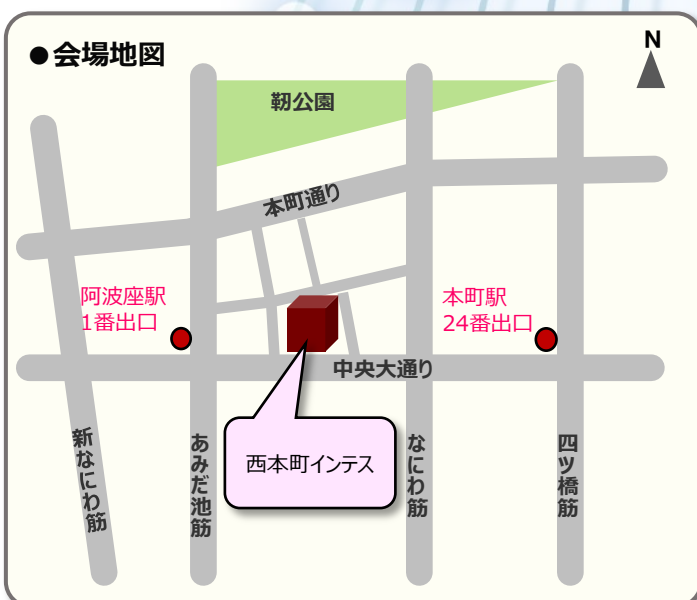 ●会場地図
N
靭公園
本町通り
阿波座駅
1番出口
本町駅
24番出口
中央大通り
西本町インテス
新なにわ筋
あみだ池筋
なにわ筋
四ツ橋筋